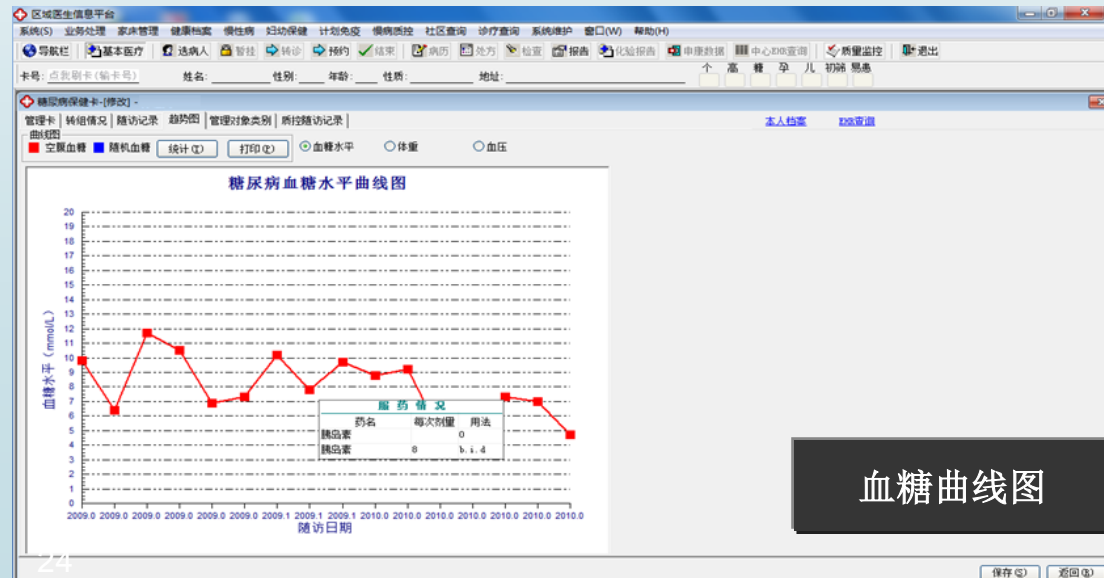 区域医生信息平台
系统(S) 业务处理 家床管理 健康档案 慢性病 妇幼保健 计划免疫 慢病质控 社区查询 诊疗查询 系统维护 窗口(W) 帮助(H)
导航栏 基本医疗 选病人 暂挂 转诊 预约 结束 病历 处方 检查 报告 化验报告 申康数据 中心EHR查询 质量监控 退出
卡号: 点我刷卡(输卡号) 姓名: 性别: 年龄: 性质: 地址: 个 高 糖 孕 儿 初筛 易患
糖尿病保健卡-[修改] -
管理卡 转组情况 随访记录 趋势图 管理对象类别 质控随访记录 本人档案 EHR查询
曲线图
空腹血糖 随机血糖 统计(T) 打印(P) 血糖水平 体重 血压
糖尿病血糖水平曲线图
血糖水平 (mmol/L)
20
19
18
17
16
15
14
13
12
11
10
9
8
7
6
5
4
3
2
1
0
服药情况
药名 每次剂量 用法
胰岛素 0
胰岛素 8 b.i.d
2009.0 2009.0 2009.0 2009.0 2009.0 2009.0 2009.1 2009.1 2009.1 2010.0 2010.0 2010.0 2010.0 2010.0 2010.0 2010.0
随访日期
血糖曲线图
24
保存(S) 返回(R)